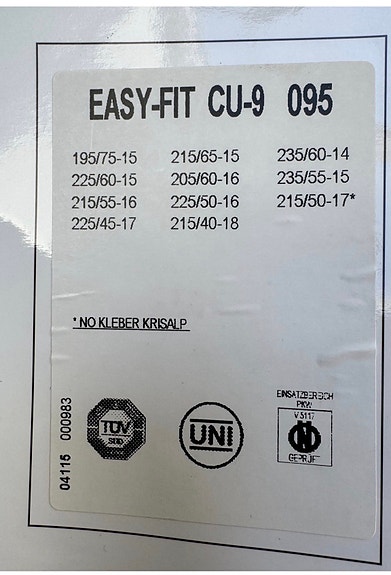 EASY-FIT CU-9 095
195/75-15 215/65-15 235/60-14
225/60-15 205/60-16 235/55-15
215/55-16 225/50-16 215/50-17*
225/45-17 215/40-18
* NO KLEBER KRISALP
04115 000983
TÜV
SÜD
UNI
EINSATZBEREICH
PKW
V5117
GEPRÜFT